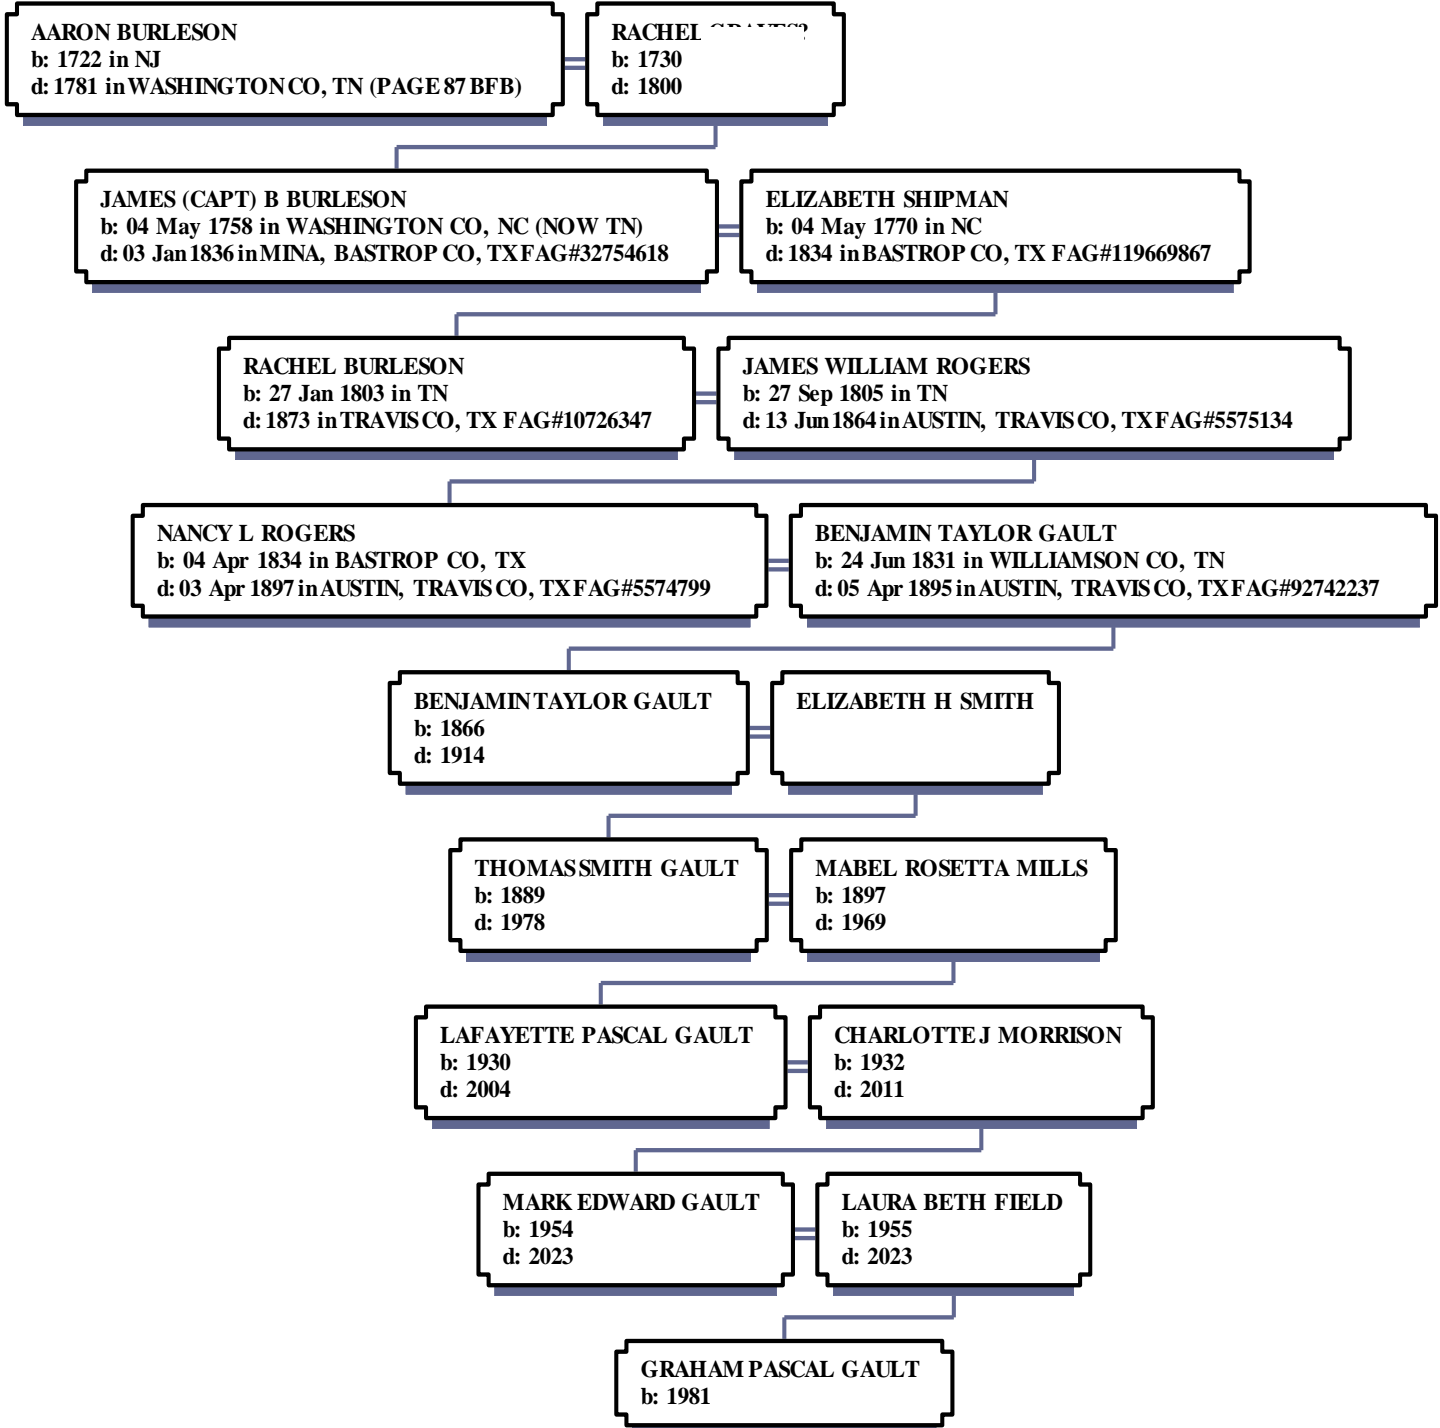 AARON BURLESON
b: 1722 in NJ
d: 1781 in WASHINGTON CO, TN (PAGE 87 BFB)
RACHEL
b: 1730
d: 1800
JAMES (CAPT) B BURLESON
b: 04 May 1758 in WASHINGTON CO, NC (NOW TN)
d: 03 Jan 1836 in MINA, BASTROP CO, TX FAG#32754618
ELIZABETH SHIPMAN
b: 04 May 1770 in NC
d: 1834 in BASTROP CO, TX FAG#119669867
RACHEL BURLESON
b: 27 Jan 1803 in TN
d: 1873 in TRAVIS CO, TX FAG#10726347
JAMES WILLIAM ROGERS
b: 27 Sep 1805 in TN
d: 13 Jun 1864 in AUSTIN, TRAVIS CO, TX FAG#5575134
NANCY L ROGERS
b: 04 Apr 1834 in BASTROP CO, TX
d: 03 Apr 1897 in AUSTIN, TRAVIS CO, TX FAG#5574799
BENJAMIN TAYLOR GAULT
b: 24 Jun 1831 in WILLIAMSON CO, TN
d: 05 Apr 1895 in AUSTIN, TRAVIS CO, TX FAG#92742237
BENJAMIN TAYLOR GAULT
b: 1866
d: 1914
ELIZABETH H SMITH
THOMAS SMITH GAULT
b: 1889
d: 1978
MABEL ROSETTA MILLS
b: 1897
d: 1969
LAFAYETTE PASCAL GAULT
b: 1930
d: 2004
CHARLOTTE J MORRISON
b: 1932
d: 2011
MARK EDWARD GAULT
b: 1954
d: 2023
LAURA BETH FIELD
b: 1955
d: 2023
GRAHAM PASCAL GAULT
b: 1981